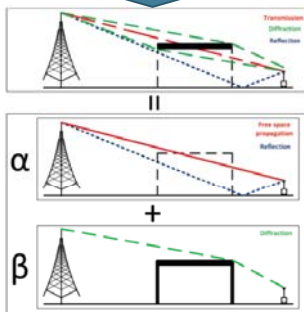 Transmission
Diffraction
Reflection
=
α
Free space
propagation
Reflection
+
β
Diffraction